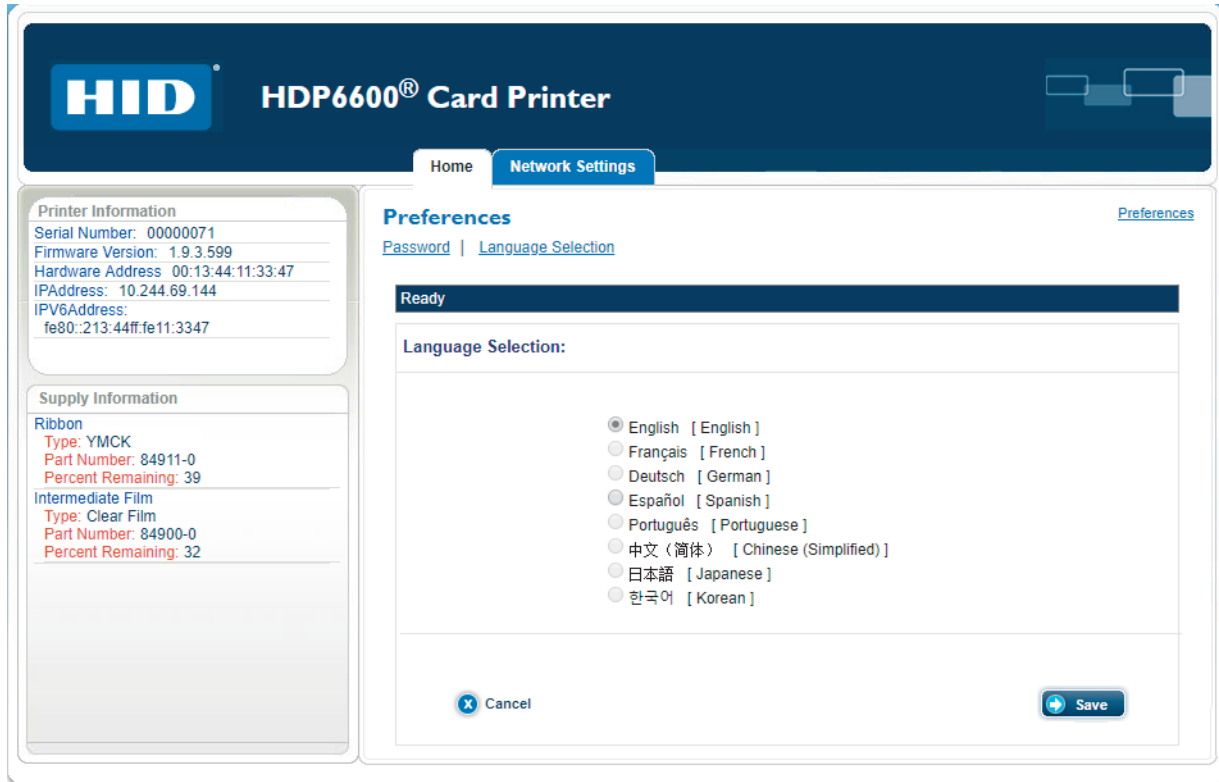 HID
HDP6600® Card Printer
Home
Network Settings
Printer Information
Serial Number: 00000071
Firmware Version: 1.9.3.599
Hardware Address 00:13:44:11:33:47
IPAddress: 10.244.69.144
IPV6Address:
fe80::213:44ff:fe11:3347
Supply Information
Ribbon
Type: YMCK
Part Number: 84911-0
Percent Remaining: 39
Intermediate Film
Type: Clear Film
Part Number: 84900-0
Percent Remaining: 32
Preferences
Preferences
Password | Language Selection
Ready
Language Selection:
English [ English ]
Français [ French ]
Deutsch [ German ]
Español [ Spanish ]
Português [ Portuguese ]
中文（简体） [ Chinese (Simplified) ]
日本語 [ Japanese ]
한국어 [ Korean ]
Cancel
Save